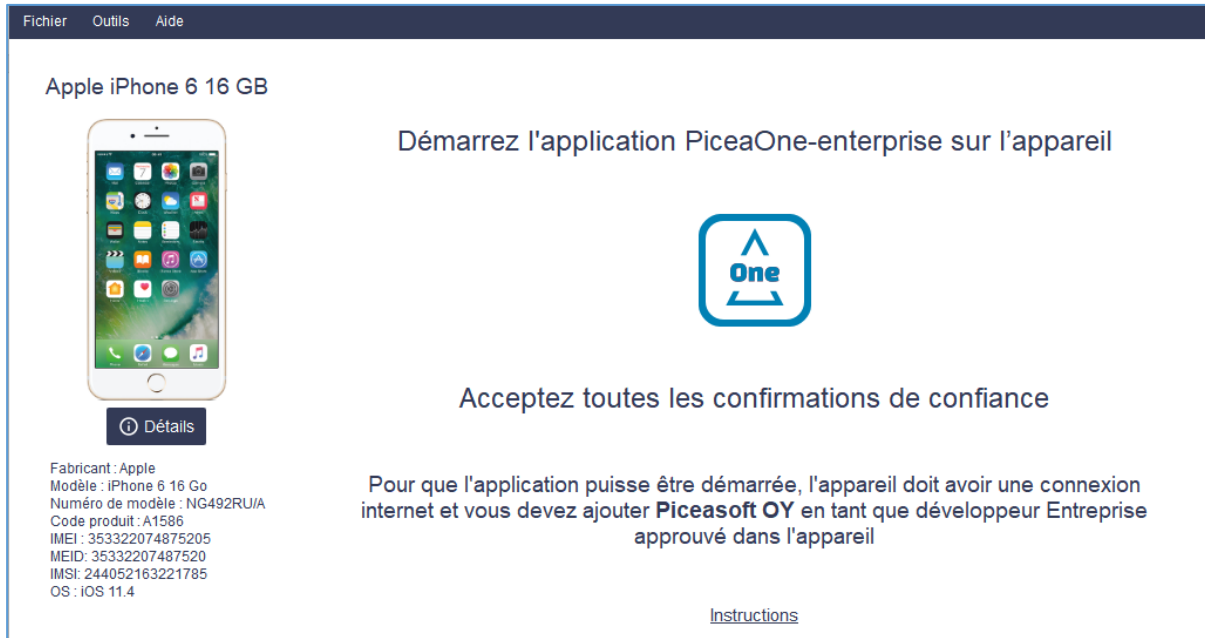 Fichier Outils Aide
Apple iPhone 6 16 GB
Démarrez l'application PiceaOne-enterprise sur l’appareil
One
Acceptez toutes les confirmations de confiance
Détails
Fabricant : Apple
Modèle : iPhone 6 16 Go
Numéro de modèle : NG492RU/A
Code produit : A1586
IMEI : 353322074875205
MEID: 35332207487520
IMSI: 244052163221785
OS : iOS 11.4
Pour que l'application puisse être démarrée, l'appareil doit avoir une connexion
internet et vous devez ajouter Piceasoft OY en tant que développeur Entreprise
approuvé dans l'appareil
Instructions